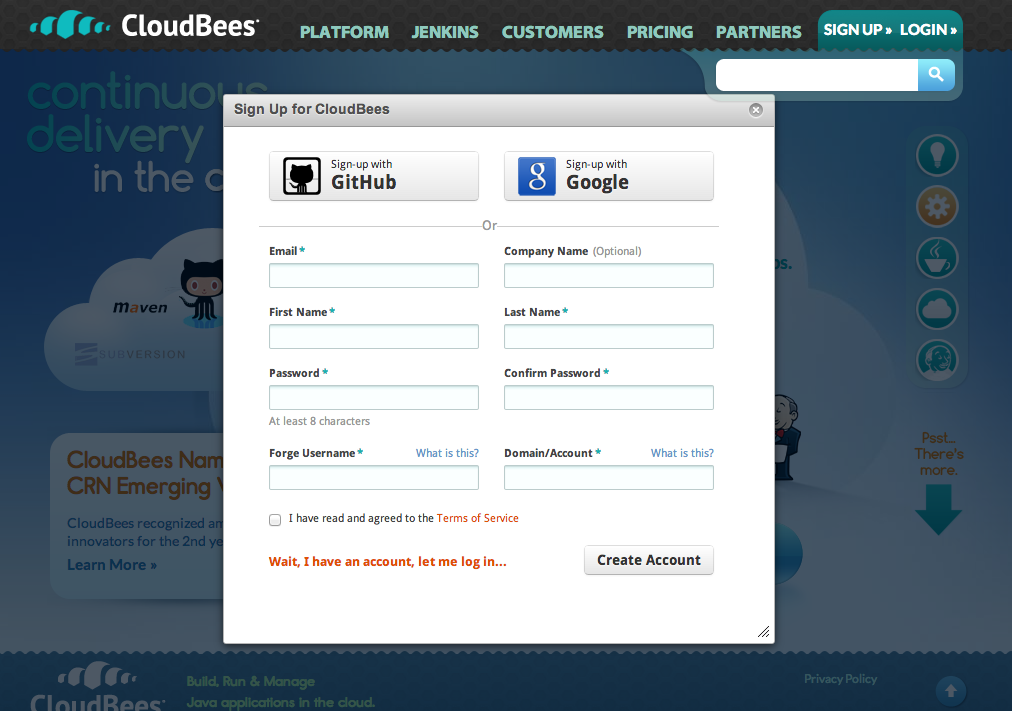 CloudBees
PLATFORM JENKINS CUSTOMERS PRICING PARTNERS
SIGN UP » LOGIN »
continuous
delivery
in the c
Sign Up for CloudBees
Sign-up with
GitHub
Sign-up with
Google
Or
Email *
Company Name (Optional)
First Name *
Last Name *
Password *
Confirm Password *
At least 8 characters
Forge Username * What is this?
Domain/Account * What is this?
I have read and agreed to the Terms of Service
Wait, I have an account, let me log in...
Create Account
maven
SUBVERSION
ps.
CloudBees Nam
CRN Emerging V
CloudBees recognized am
innovators for the 2nd ye
Learn More »
Psst...
There's
more.
CloudBees
Build, Run & Manage
Java applications in the cloud.
Privacy Policy